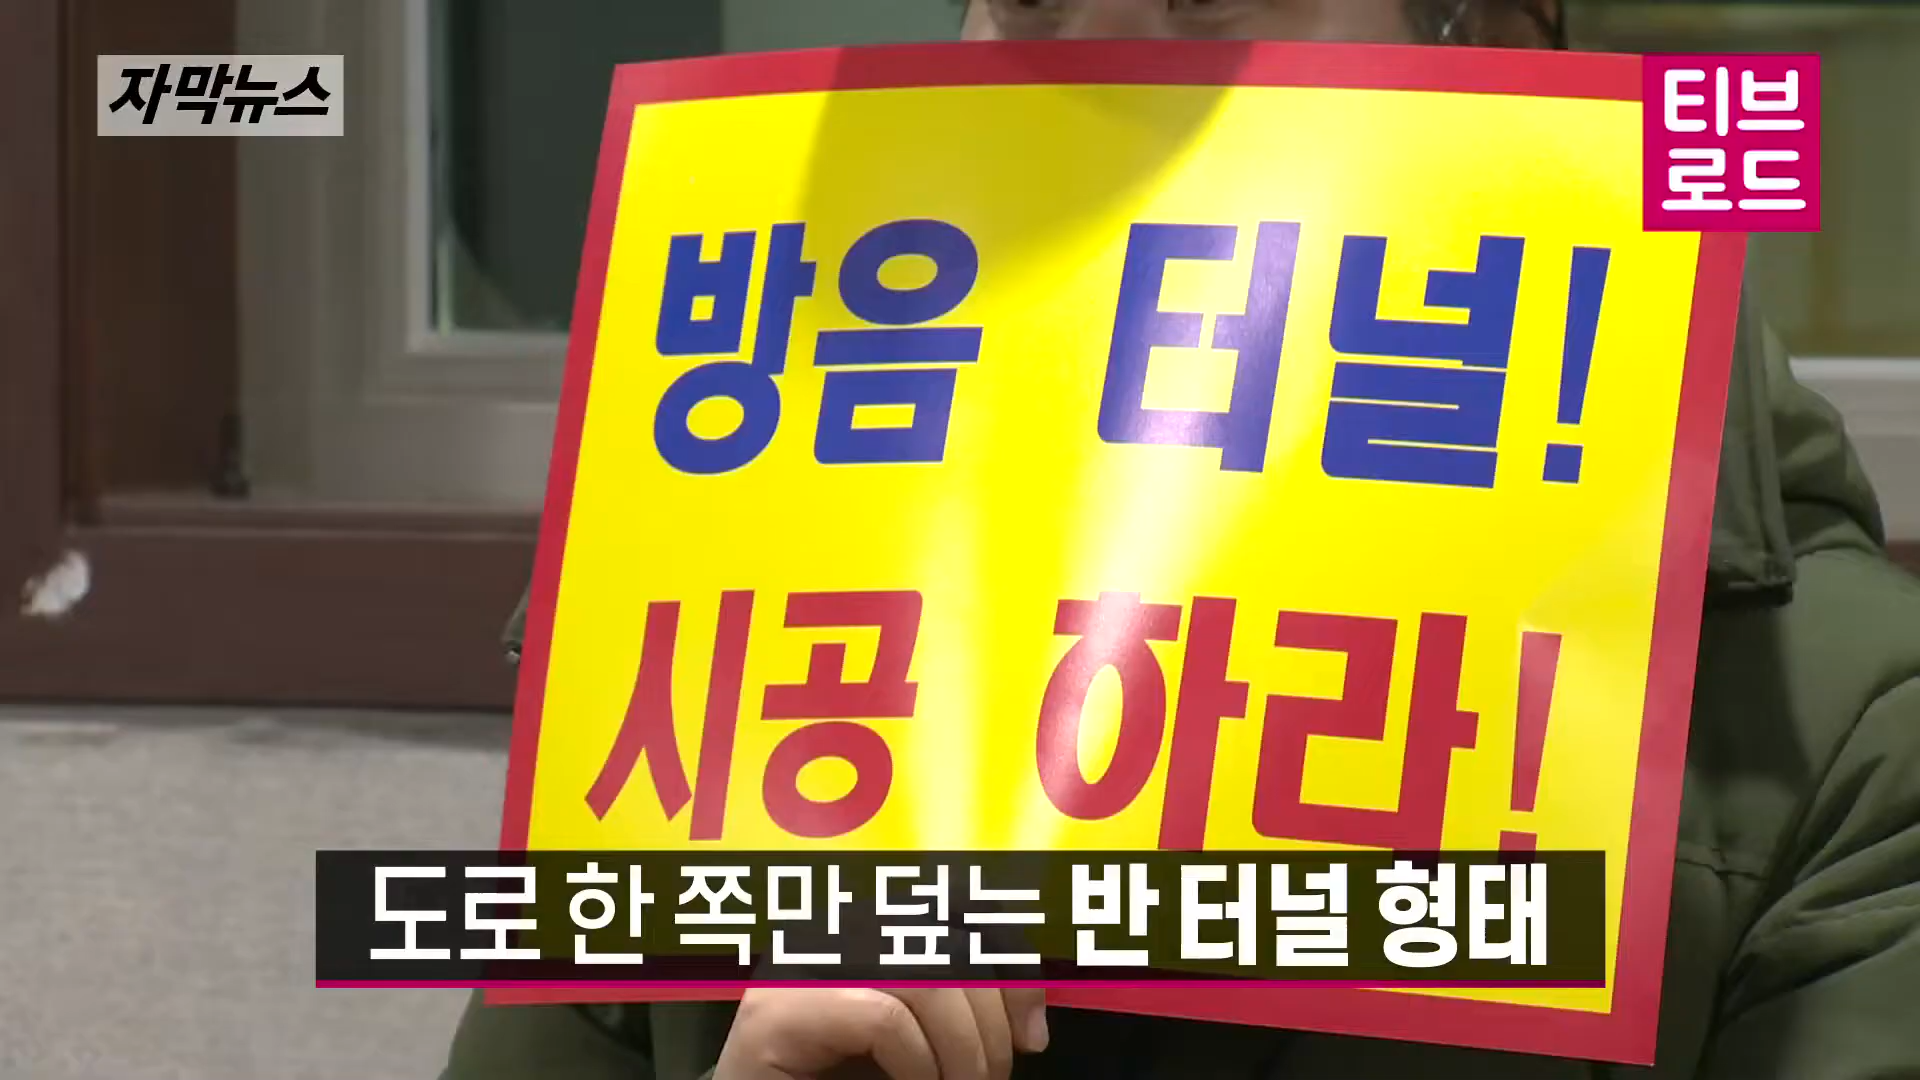 자막뉴스
티브
로드
방음 터널!
시공 하라!
도로 한 쪽만 덮는 반 터널 형태